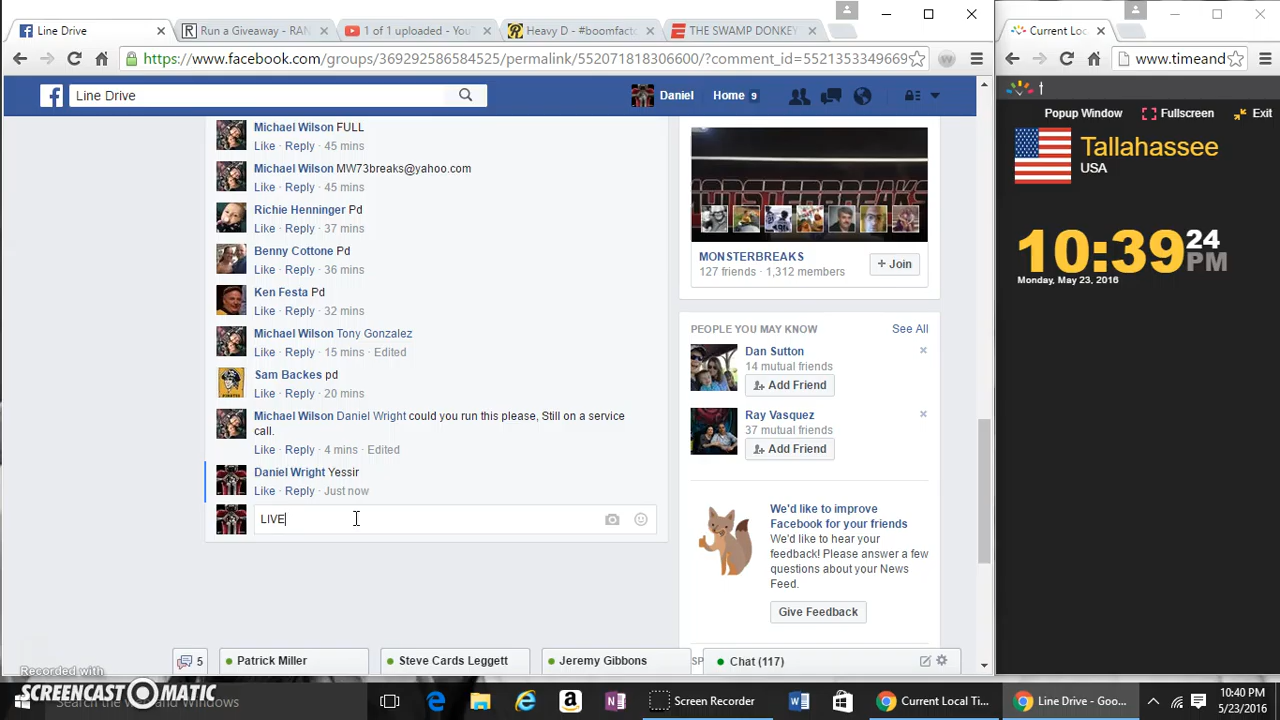 Line Drive
Run a Giveaway - RAN
1 of 1 uploaded - You
Heavy D - #boomfact
THE SWAMP DONKEY
Current Loc
https://www.facebook.com/groups/369292586584525/permalink/552071818306600/?comment_id=5521353349669
www.timeand
Line Drive
Daniel
Home 9
Popup Window
Fullscreen
Exit
Tallahassee
USA
10:39 24 PM
Monday, May 23, 2016
Michael Wilson FULL
Like · Reply · 45 mins
Michael Wilson MW73breaks@yahoo.com
Like · Reply · 45 mins
Richie Henninger Pd
Like · Reply · 37 mins
Benny Cottone Pd
Like · Reply · 36 mins
Ken Festa Pd
Like · Reply · 32 mins
Michael Wilson Tony Gonzalez
Like · Reply · 15 mins · Edited
Sam Backes pd
Like · Reply · 20 mins
Michael Wilson Daniel Wright could you run this please, Still on a service
call.
Like · Reply · 4 mins · Edited
Daniel Wright Yessir
Like · Reply · Just now
LIVE
MONSTERBREAKS
MONSTERBREAKS
127 friends · 1,312 members
+ Join
PEOPLE YOU MAY KNOW
See All
Dan Sutton
14 mutual friends
Add Friend
Ray Vasquez
37 mutual friends
Add Friend
We'd like to improve
Facebook for your friends
We'd like to hear your
feedback! Please answer a few
questions about your News
Feed.
Give Feedback
5
Patrick Miller
Steve Cards Leggett
Jeremy Gibbons
SP
Chat (117)
Recorded with
SCREENCAST-O-MATIC
Search the web and Windows
Screen Recorder
Current Local Ti...
Line Drive - Goo...
10:40 PM
5/23/2016